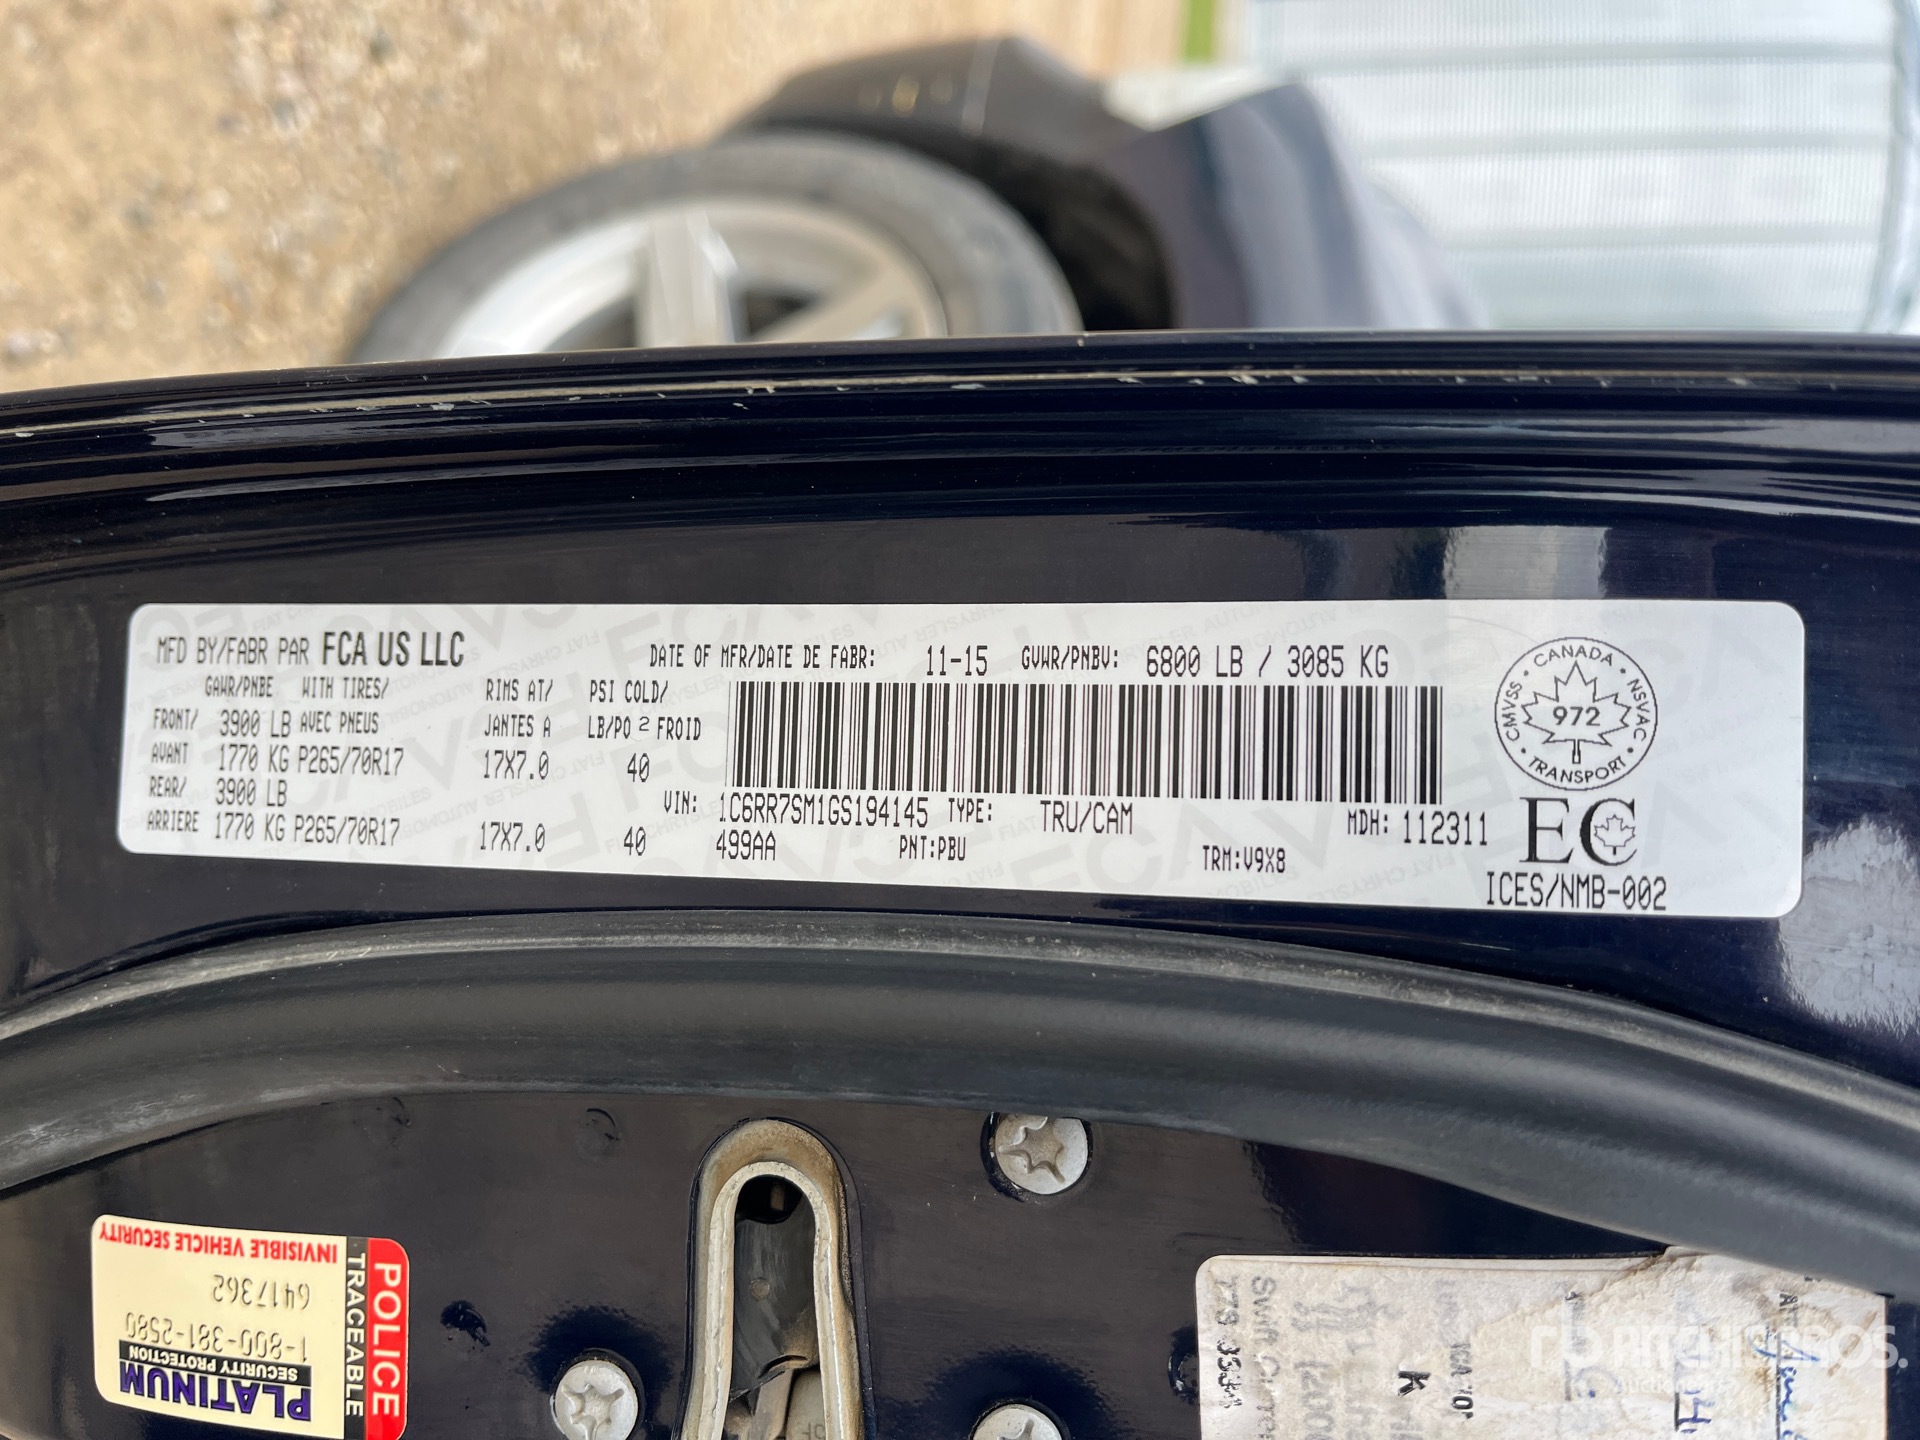 MFD BY/FABR PAR FCA US LLC
DATE OF MFR/DATE DE FABR: 11-15 GVWR/PNBV: 6800 LB / 3085 KG
GAWR/PNBE WITH TIRES/ RIMS AT/ PSI COLD/
FRONT/ 3900 LB AVEC PNEUS JANTES A LB/PO 2 FROID
AVANT 1770 KG P265/70R17 17X7.0 40
REAR/ 3900 LB
ARRIERE 1770 KG P265/70R17 17X7.0 40
VIN: 1C6RR7SM1GS194145 TYPE: TRU/CAM MDH: 112311
499AA PNT:PBU TRM:V9X8
CANADA
CMVSS 972 NSVAC
TRANSPORT
EC
ICES/NMB-002
POLICE
TRACEABLE
INVISIBLE VEHICLE SECURITY
6417362
1-800-381-2580
SECURITY PROTECTION
PLATINUM
Swift Curre
K
RITCHIE BROS.